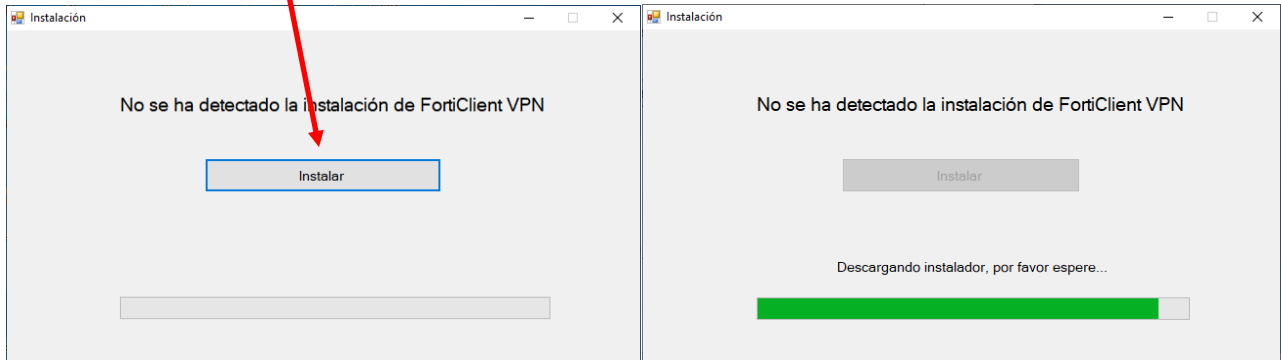 Instalación
No se ha detectado la instalación de FortiClient VPN
Instalar
Instalación
No se ha detectado la instalación de FortiClient VPN
Instalar
Descargando instalador, por favor espere...